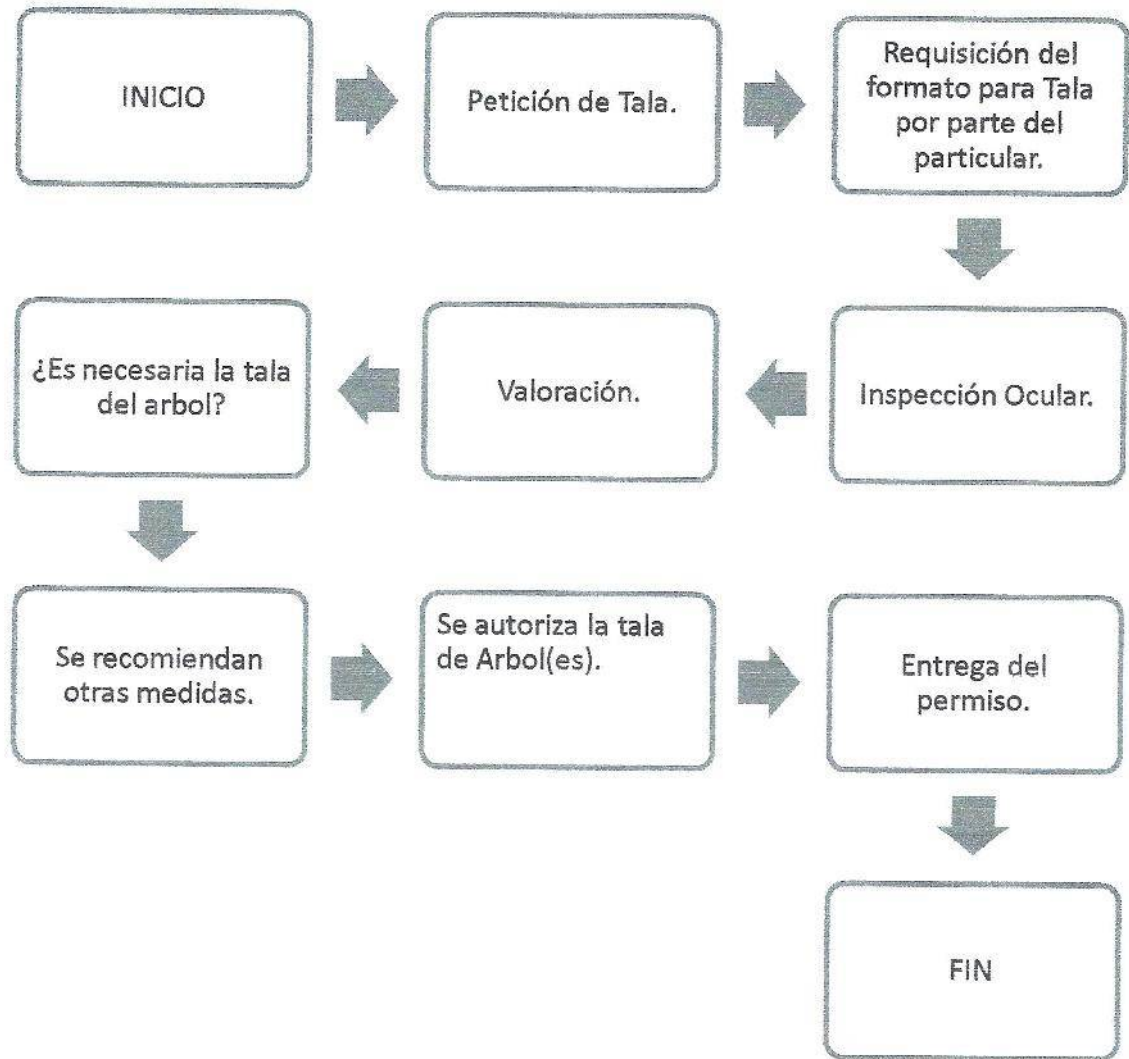 INICIO
Petición de Tala.
Requisición del
formato para Tala
por parte del
particular.
Inspección Ocular.
Valoración.
¿Es necesaria la tala
del arbol?
Se recomiendan
otras medidas.
Se autoriza la tala
de Arbol(es).
Entrega del
permiso.
FIN